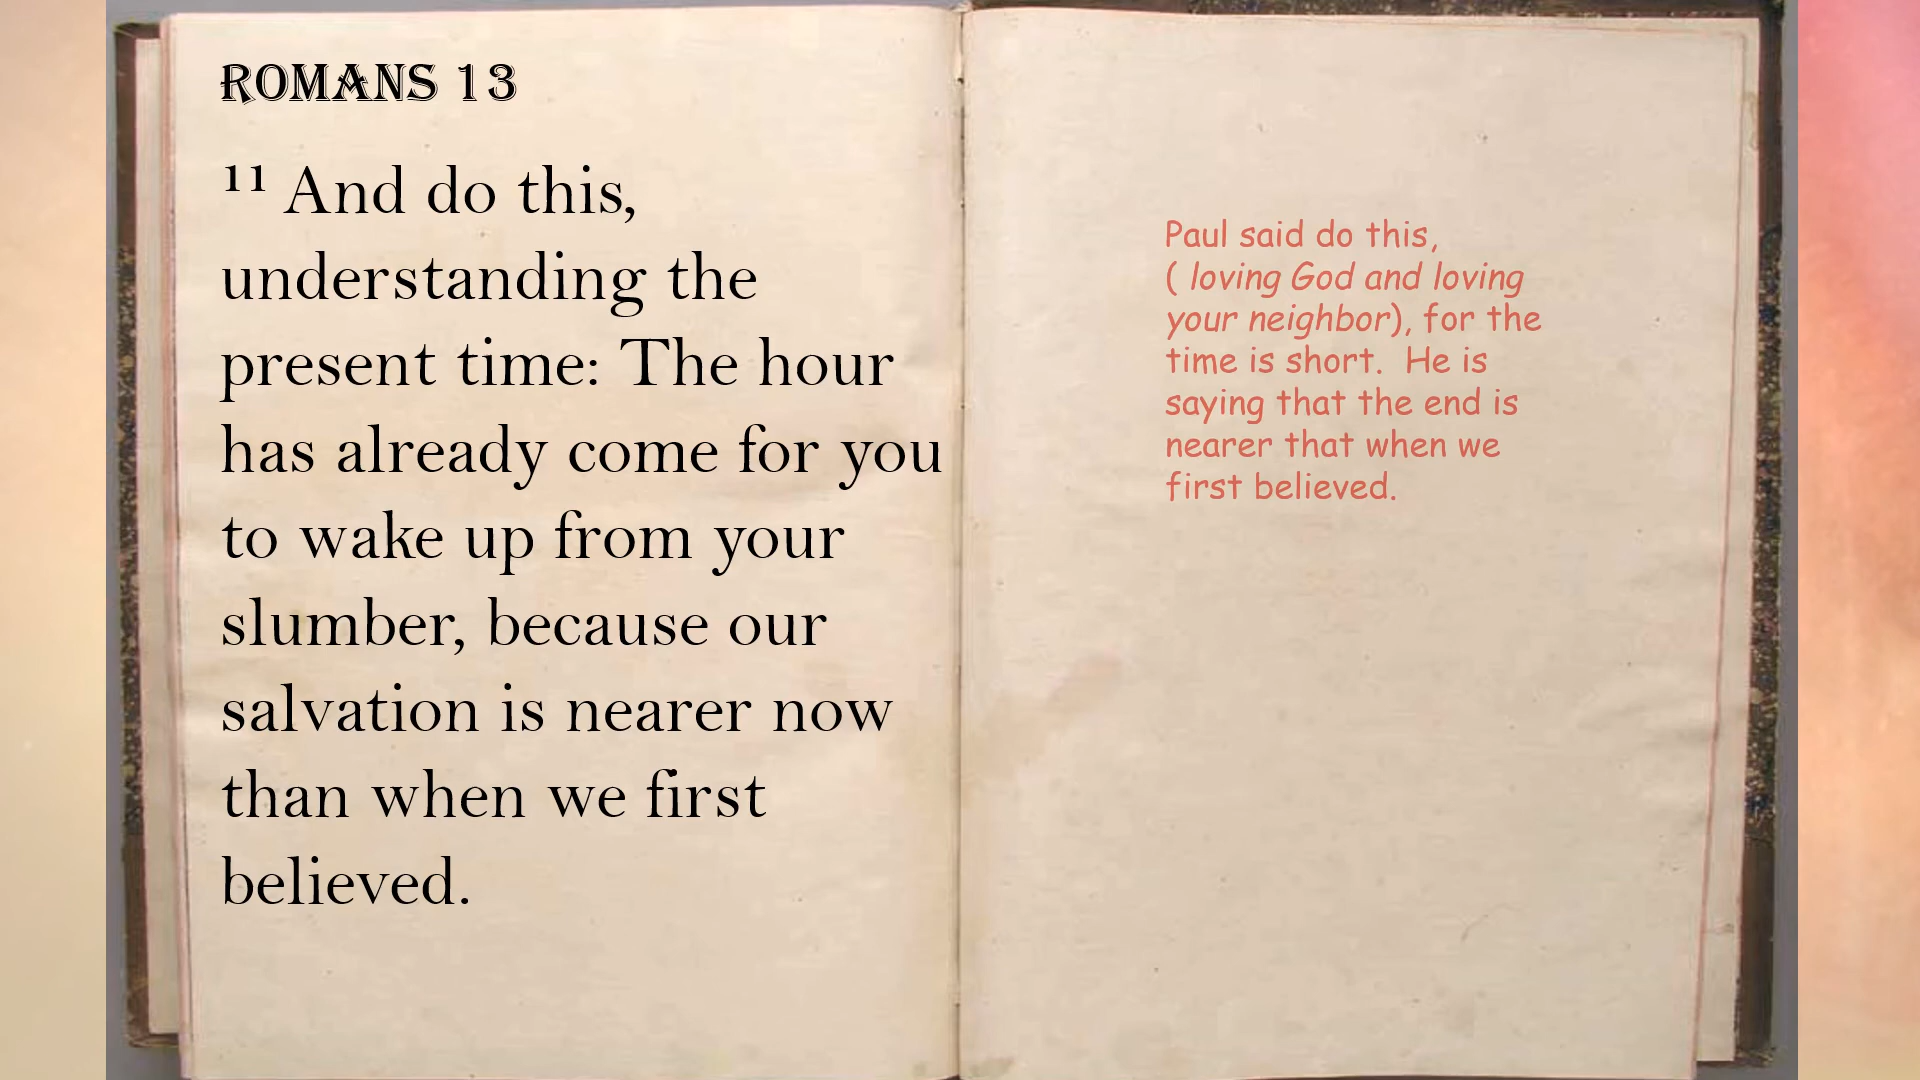 ROMANS 13
¹¹ And do this,
understanding the
present time: The hour
has already come for you
to wake up from your
slumber, because our
salvation is nearer now
than when we first
believed.
Paul said do this,
( loving God and loving
your neighbor), for the
time is short.  He is
saying that the end is
nearer that when we
first believed.